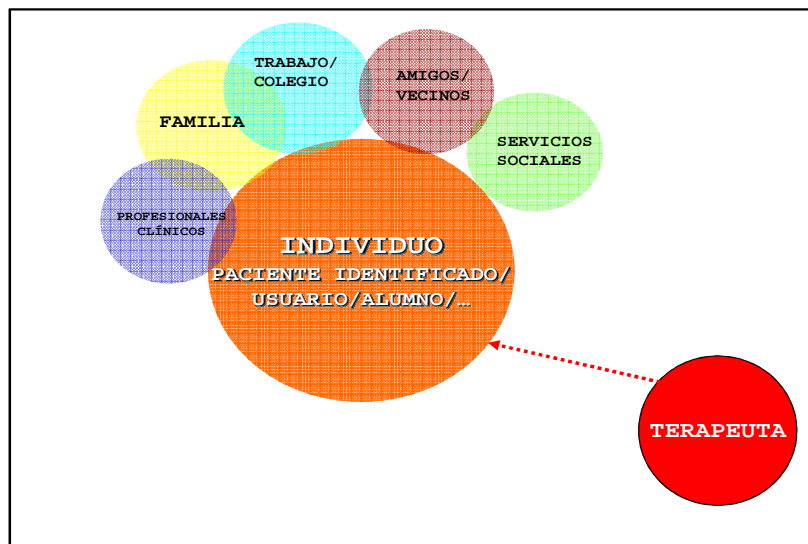 TRABAJO/
COLEGIO
AMIGOS/
VECINOS
FAMILIA
SERVICIOS
SOCIALES
PROFESIONALES
CLÍNICOS
INDIVIDUO
PACIENTE IDENTIFICADO/
USUARIO/ALUMNO/…
TERAPEUTA